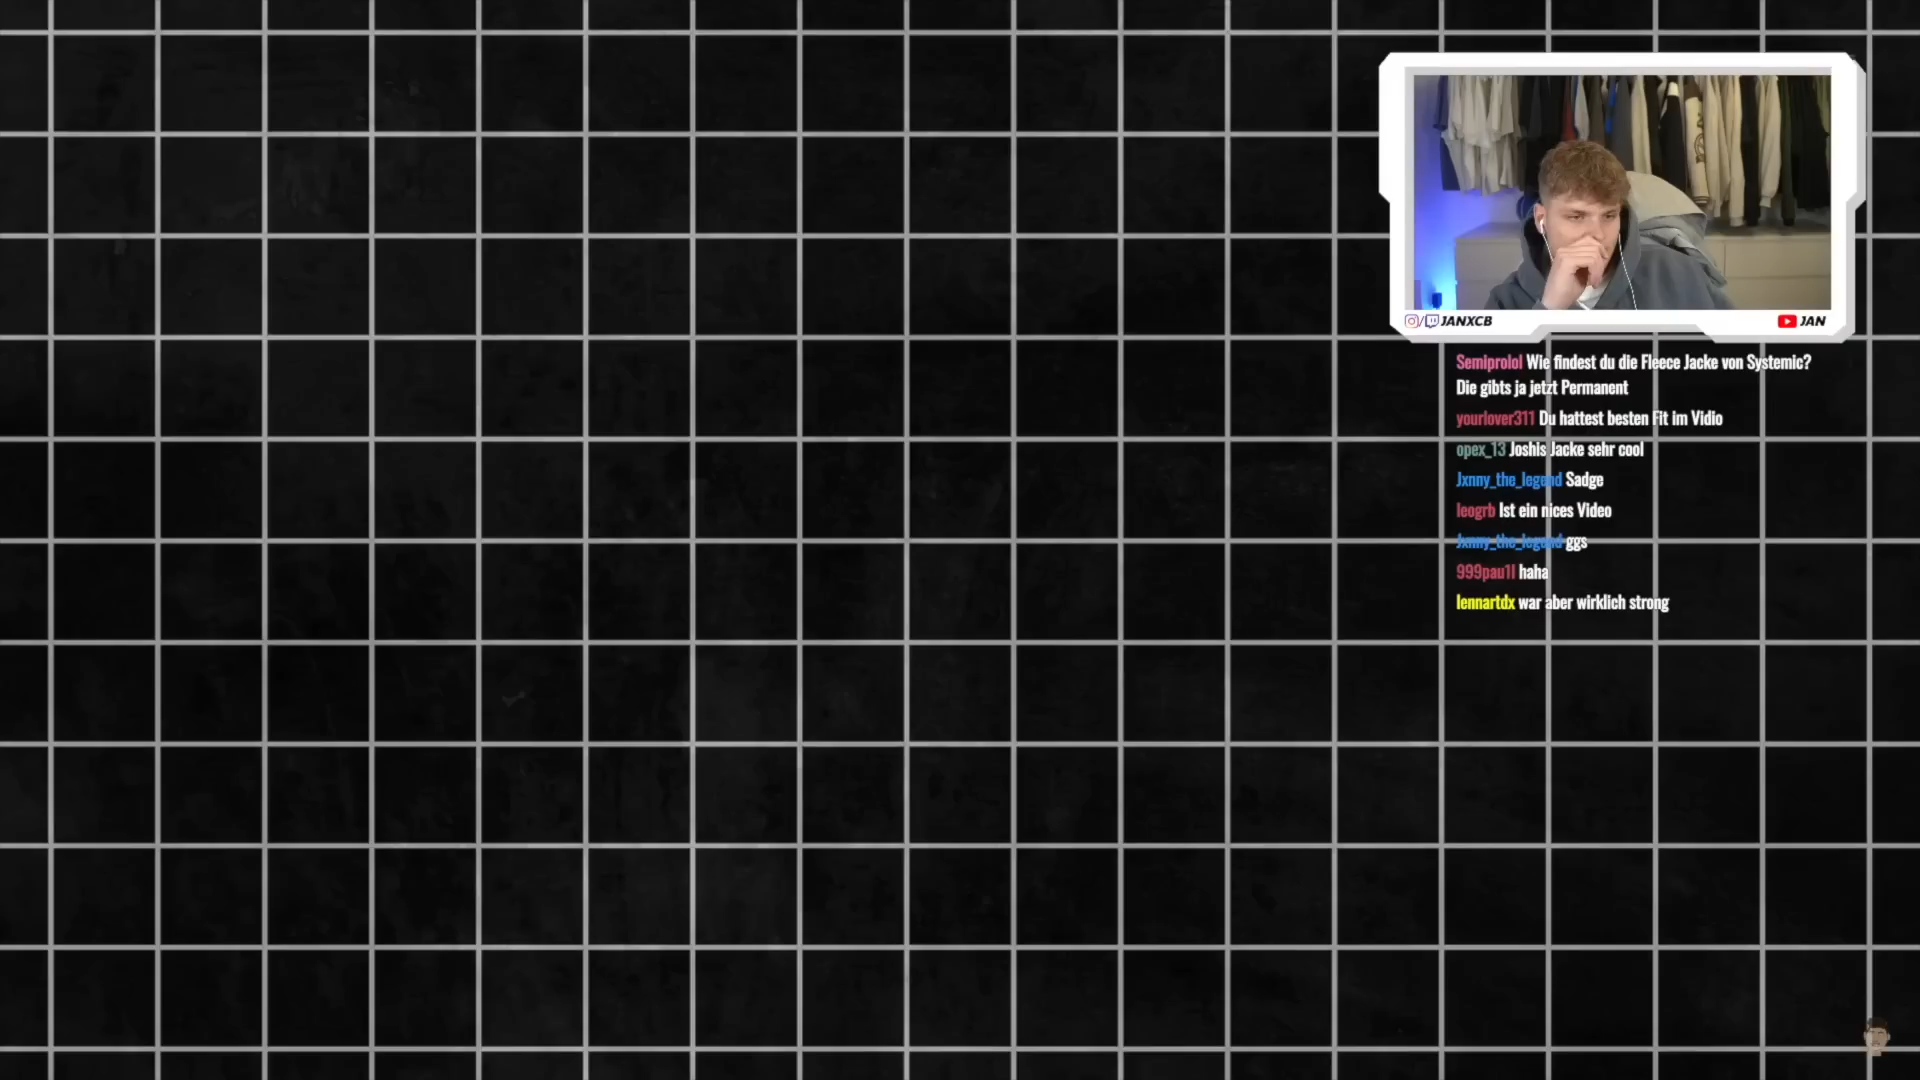 JANXCB
JAN
Semiprolol Wie findest du die Fleece Jacke von Systemic?
Die gibts ja jetzt Permanent
yourlover311 Du hattest besten Fit im Vidio
opex_13 Joshis Jacke sehr cool
Jxnny_the_legend Sadge
leogrb Ist ein nices Video
Jxnny_the_legend ggs
999pau1l haha
lennartdx war aber wirklich strong